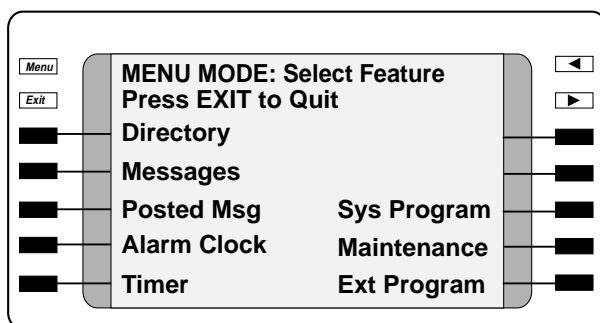 Menu
Exit
MENU MODE: Select Feature
Press EXIT to Quit
Directory
Messages
Posted Msg Sys Program
Alarm Clock Maintenance
Timer Ext Program